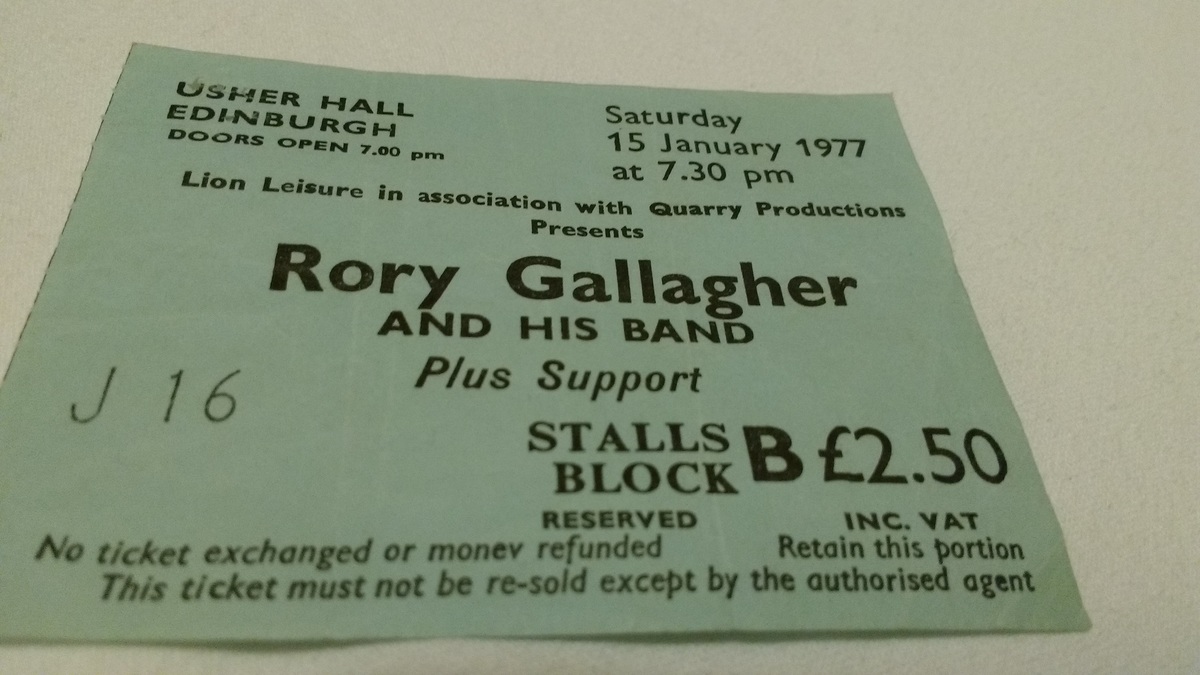 USHER HALL
EDINBURGH
DOORS OPEN 7.00 pm
Saturday
15 January 1977
at 7.30 pm
Lion Leisure in association with Quarry Productions
Presents
Rory Gallagher
AND HIS BAND
Plus Support
J 16
STALLS
BLOCK B £2.50
RESERVED
INC. VAT
No ticket exchanged or money refunded
Retain this portion
This ticket must not be re-sold except by the authorised agent